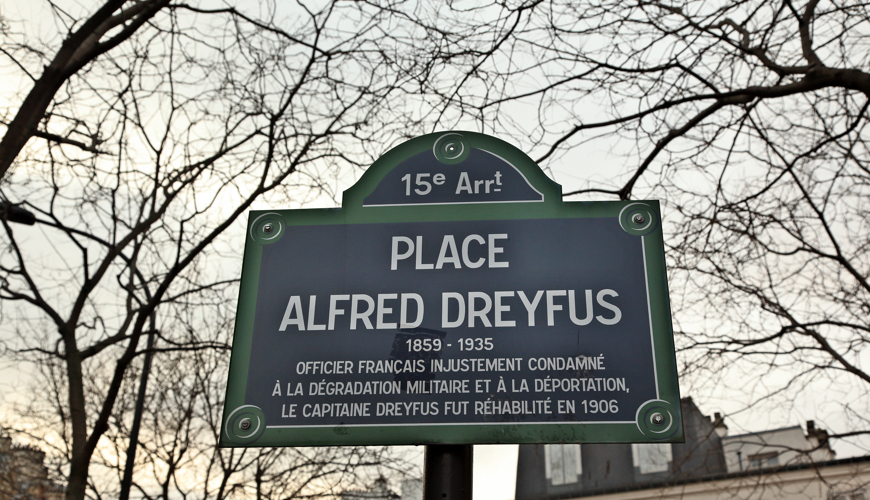 15e Arrt
PLACE
ALFRED DREYFUS
1859 - 1935
OFFICIER FRANÇAIS INJUSTEMENT CONDAMNÉ
À LA DÉGRADATION MILITAIRE ET À LA DÉPORTATION,
LE CAPITAINE DREYFUS FUT RÉHABILITÉ EN 1906